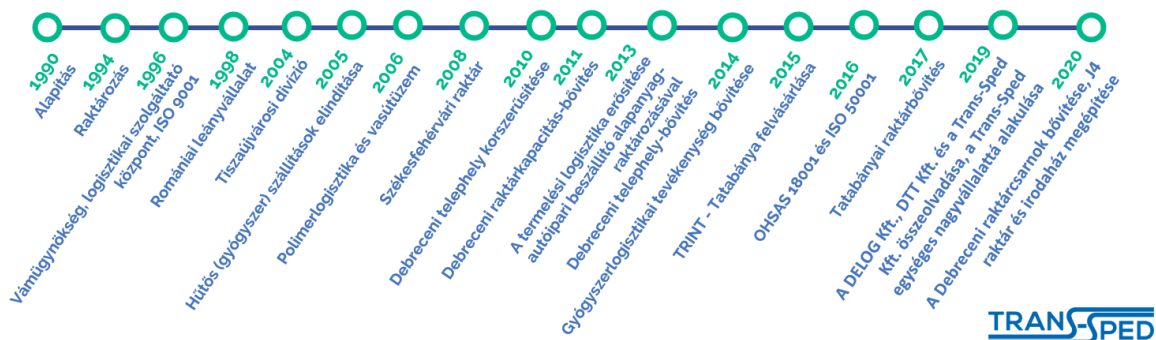 1990
Alapítás
1994
Raktározás
1996
Vámügynökség, logisztikai szolgáltató
központ, ISO 9001
1998
Romániai leányvállalat
2004
Tiszaújvárosi divízió
2005
Hűtős (gyógyszer) szállítások elindítása
2006
Polimerlogisztika és vasútüzem
2008
Székesfehérvári raktár
2010
Debreceni telephely korszerűsítése
2011
Debreceni raktárkapacitás-bővítés
2013
A termelési logisztika erősítése
autóipari beszállító alapanyag-
raktározásával
Debreceni telephely-bővítés
2014
Gyógyszerlogisztikai tevékenység bővítése
2015
TRINT - Tatabánya felvásárlása
2016
OHSAS 18001 és ISO 50001
2017
Tatabányai raktárbővítés
2019
A DELOG Kft., DTT Kft. és a Trans-Sped
Kft. összeolvadása, a Trans-Sped
egységes nagyvállalattá alakulása
2020
A Debreceni raktárcsarnok bővítése, J4
raktár és irodaház megépítése
TRANS-SPED